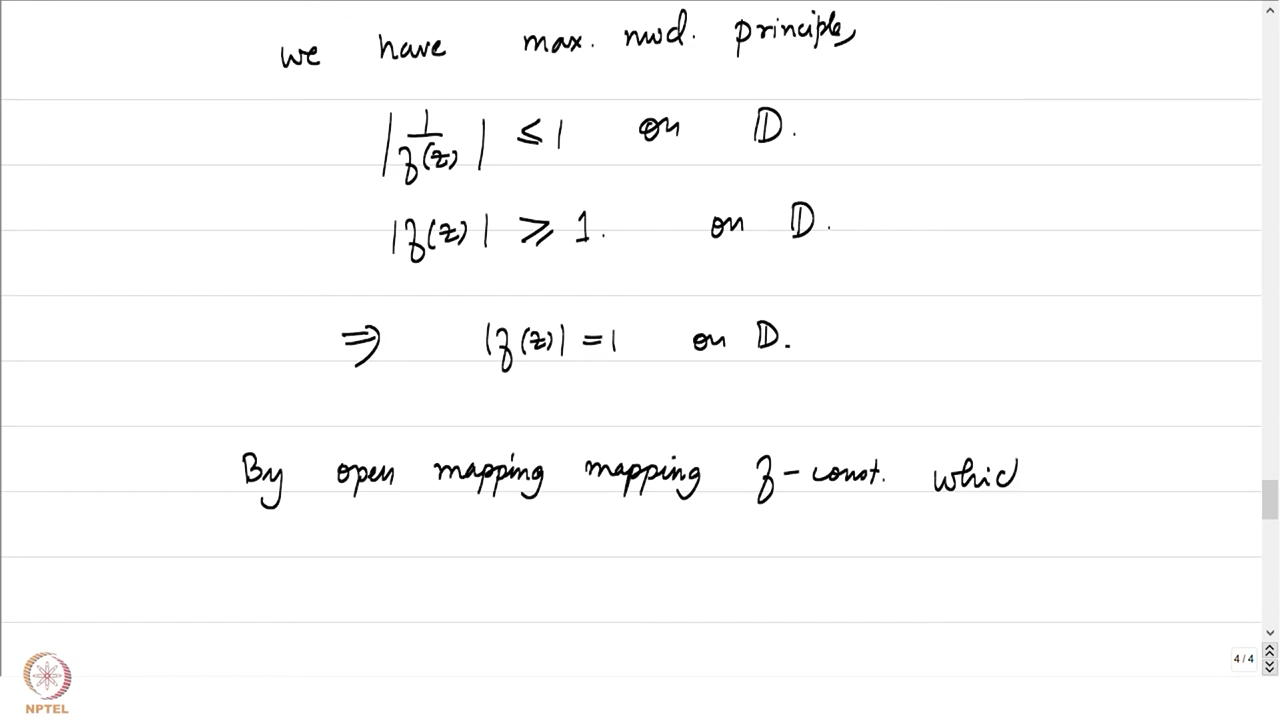 we have max. mod. principle,
|1/f(z)| ≤ 1 on D.
|f(z)| ≥ 1. on D.
⇒ |f(z)| = 1 on D.
By open mapping mapping f - const. whic
4 / 4
NPTEL